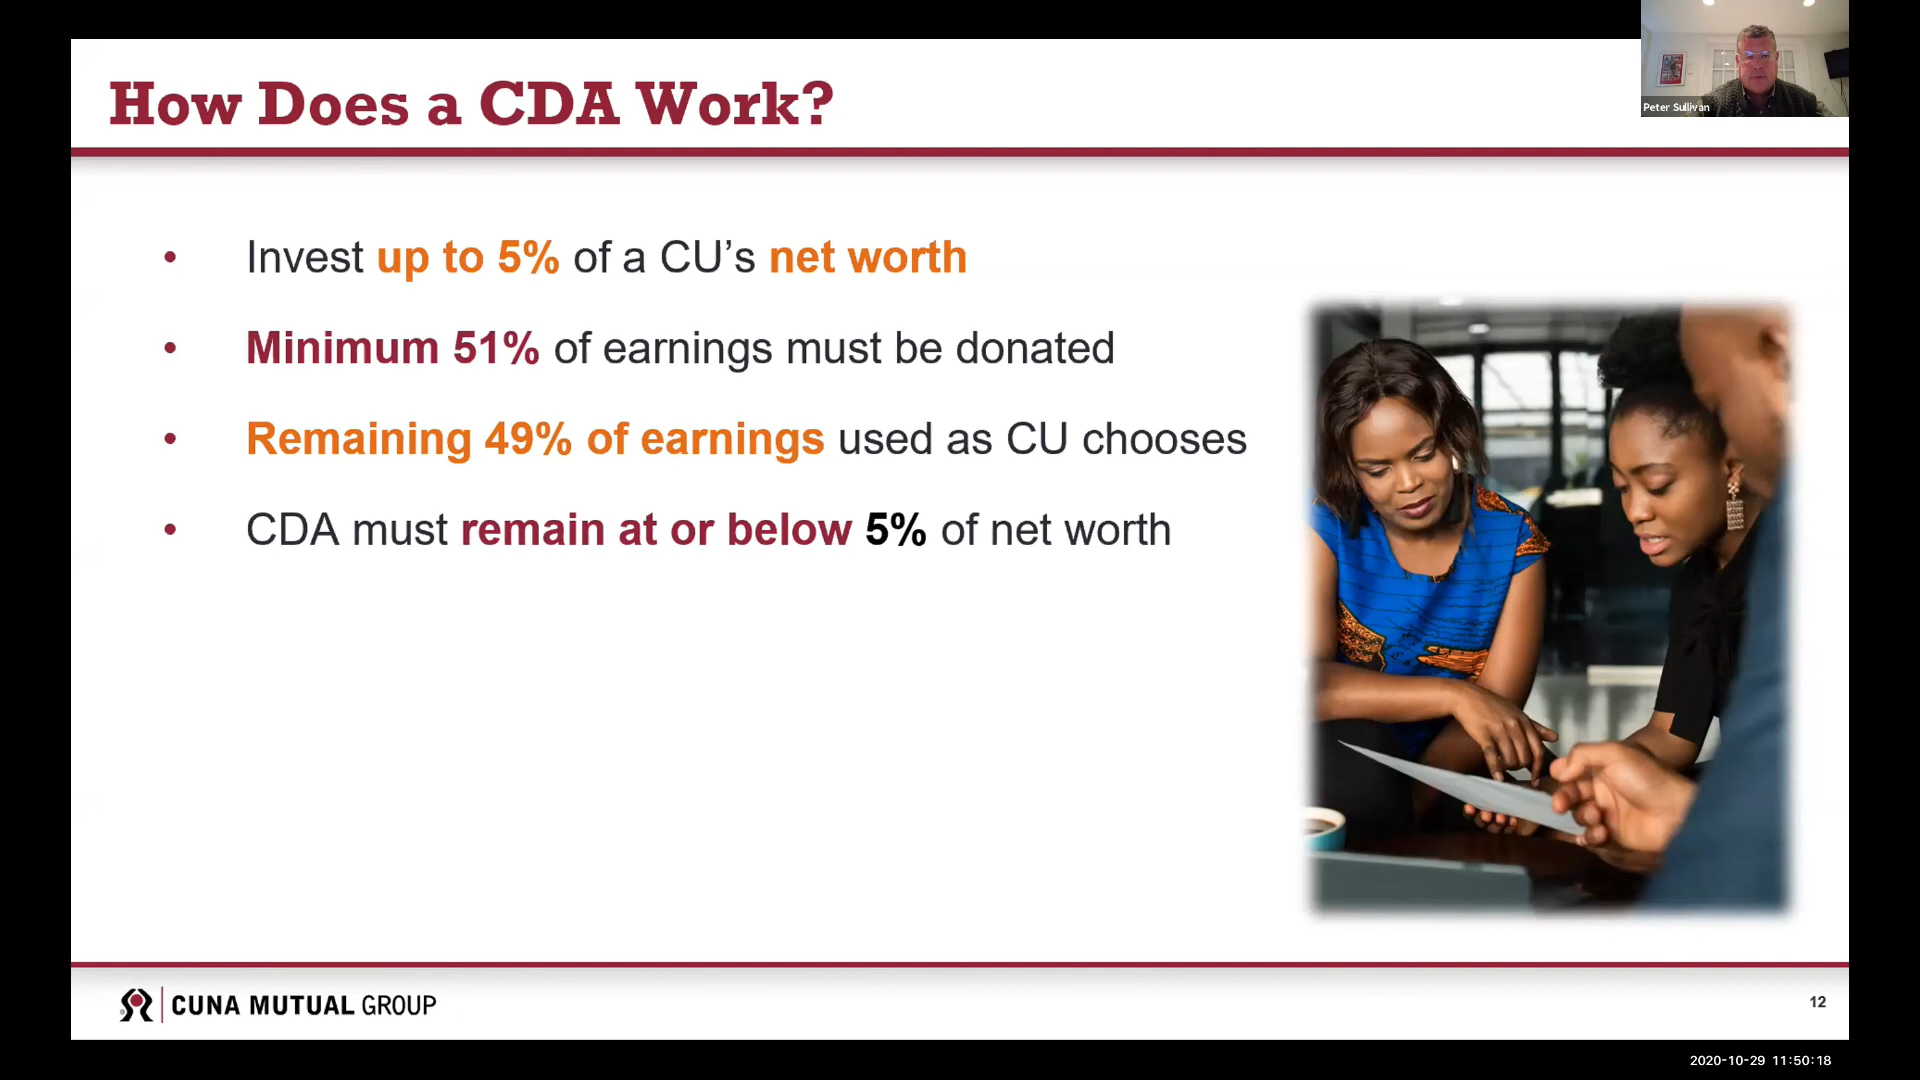 How Does a CDA Work?
Peter Sullivan
• Invest up to 5% of a CU’s net worth
• Minimum 51% of earnings must be donated
• Remaining 49% of earnings used as CU chooses
• CDA must remain at or below 5% of net worth
CUNA MUTUAL GROUP
12
2020-10-29 11:50:18